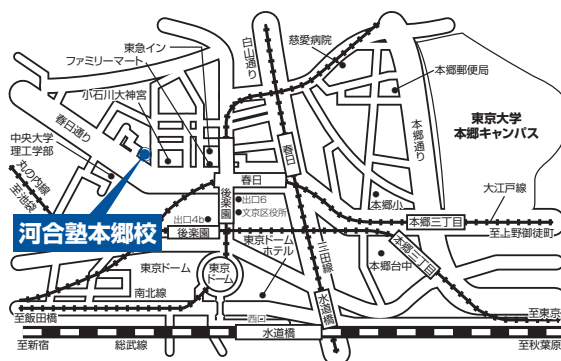 東急イン
ファミリーマート
小石川大神宮
白山通り
慈愛病院
本郷郵便局
東京大学
本郷キャンパス
春日通り
中央大学
理工学部
本郷通り
丸の内線
至池袋
春日
後楽園
春日
出口6
文京区役所
本郷小
大江戸線
河合塾本郷校
出口4b
後楽園
本郷三丁目
至上野御徒町
東京ドーム
ホテル
三田線
本郷三丁目
本郷台中
東京ドーム
東京
ドーム
南北線
至飯田橋
西口
水道橋
水道橋
至東京
至新宿
総武線
至秋葉原